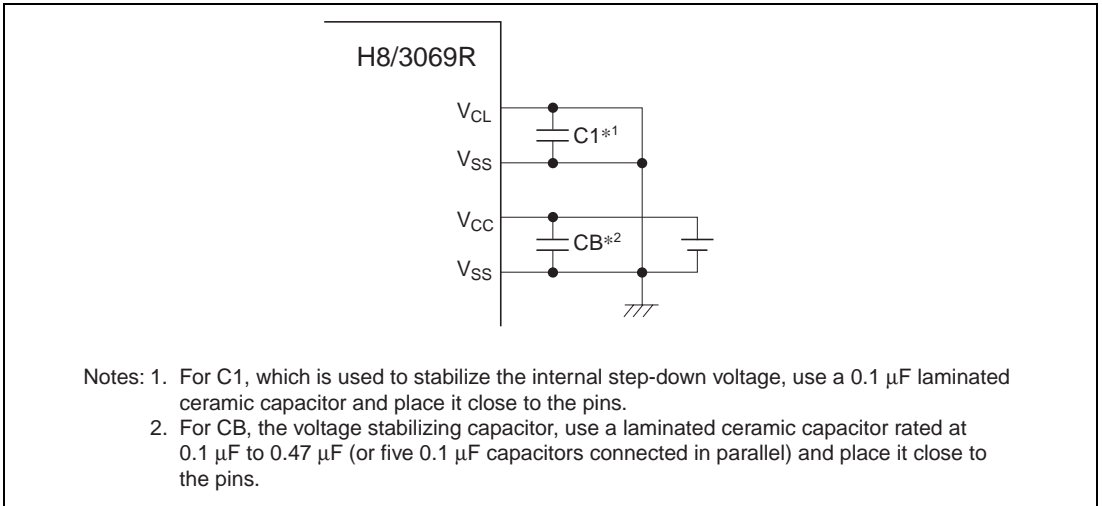 H8/3069R
VCL
C1*1
VSS
VCC
CB*2
VSS
Notes: 1. For C1, which is used to stabilize the internal step-down voltage, use a 0.1 μF laminated
ceramic capacitor and place it close to the pins.
2. For CB, the voltage stabilizing capacitor, use a laminated ceramic capacitor rated at
0.1 μF to 0.47 μF (or five 0.1 μF capacitors connected in parallel) and place it close to
the pins.